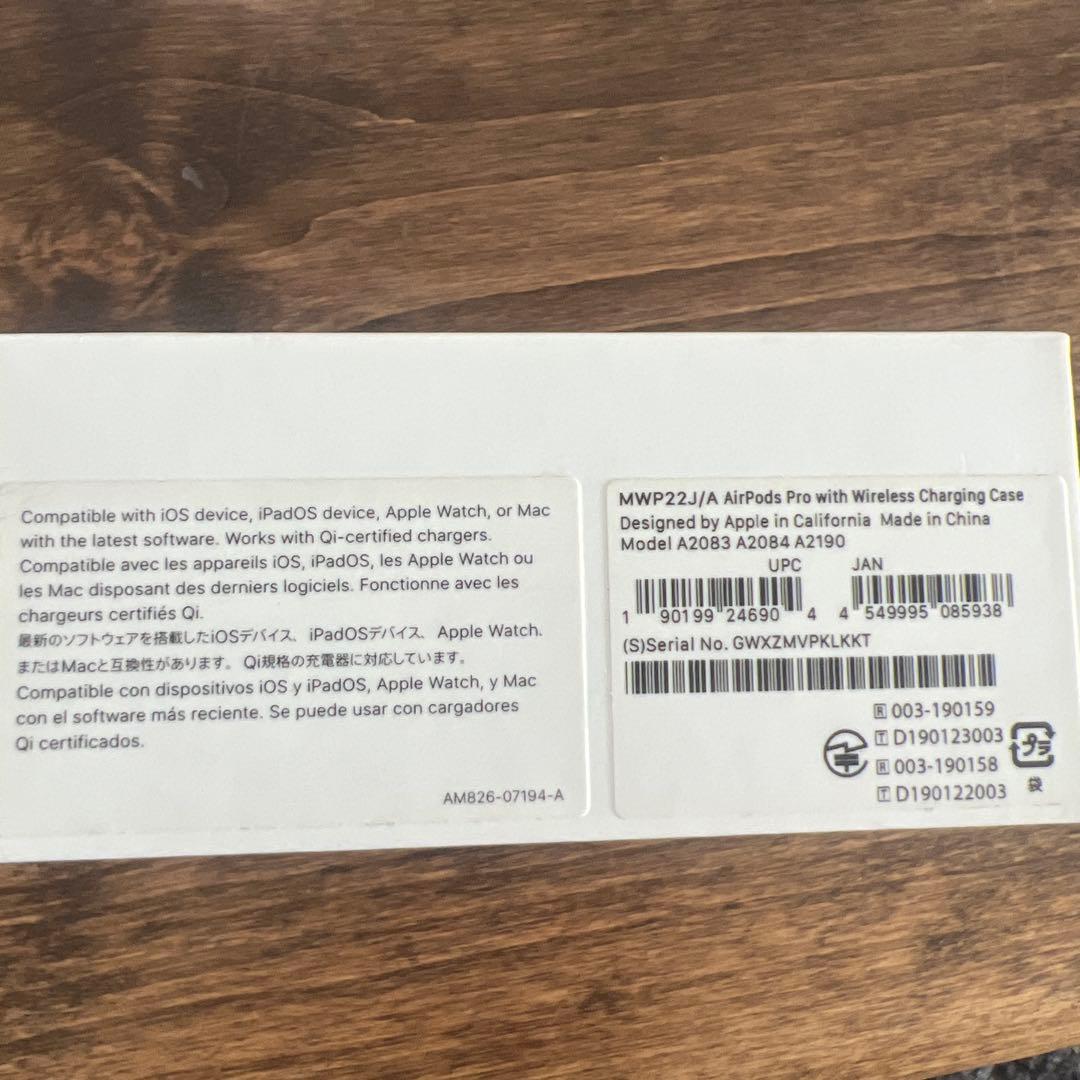 Compatible with iOS device, iPadOS device, Apple Watch, or Mac
with the latest software. Works with Qi-certified chargers.
Compatible avec les appareils iOS, iPadOS, les Apple Watch ou
les Mac disposant des derniers logiciels. Fonctionne avec les
chargeurs certifiés Qi.
最新のソフトウェアを搭載したiOSデバイス、iPadOSデバイス、Apple Watch、
またはMacと互換性があります。Qi規格の充電器に対応しています。
Compatible con dispositivos iOS y iPadOS, Apple Watch, y Mac
con el software más reciente. Se puede usar con cargadores
Qi certificados.
AM826-07194-A
MWP22J/A AirPods Pro with Wireless Charging Case
Designed by Apple in California Made in China
Model A2083 A2084 A2190
UPC JAN
1 90199 24690 4 4 549995 085938
(S)Serial No. GWXZMVPKLKKT
R 003-190159
T D190123003
R 003-190158
T D190122003
プラ
袋